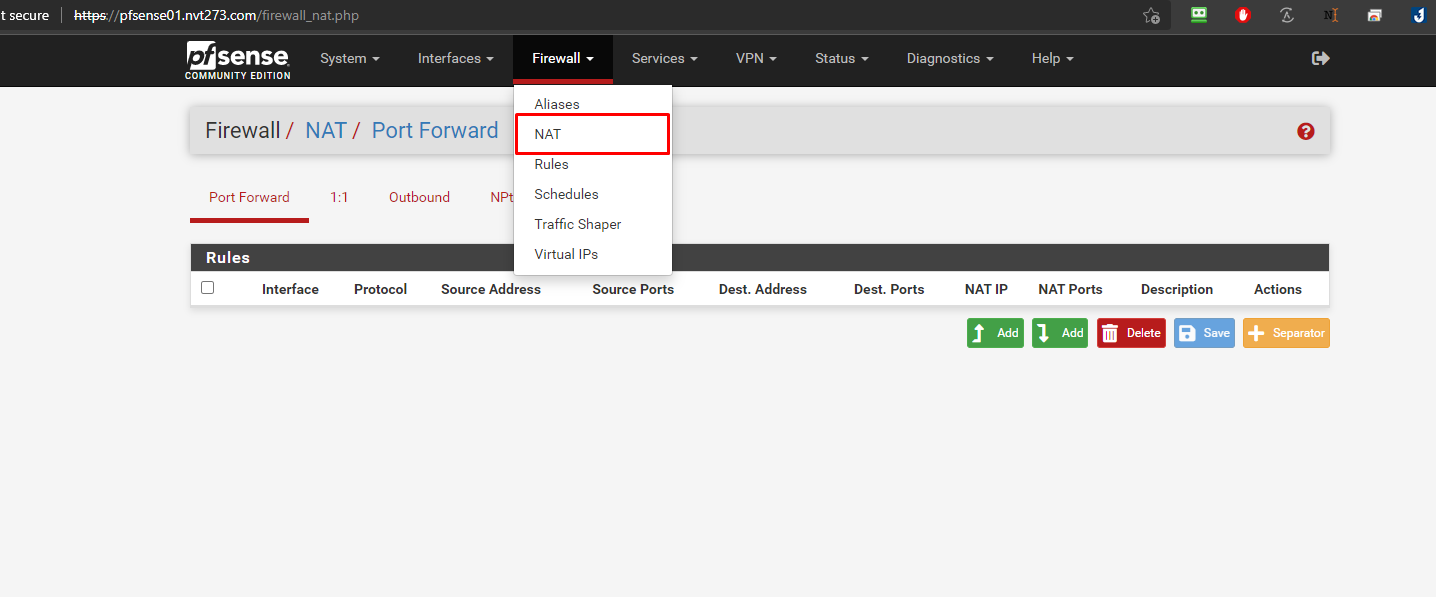 t secure https://pfsense01.nvt273.com/firewall_nat.php
pfsense
COMMUNITY EDITION
System Interfaces Firewall Services VPN Status Diagnostics Help
Aliases
NAT
Rules
Schedules
Traffic Shaper
Virtual IPs
Firewall / NAT / Port Forward
Port Forward 1:1 Outbound NPt
Rules
Interface Protocol Source Address Source Ports Dest. Address Dest. Ports NAT IP NAT Ports Description Actions
Add Add Delete Save Separator